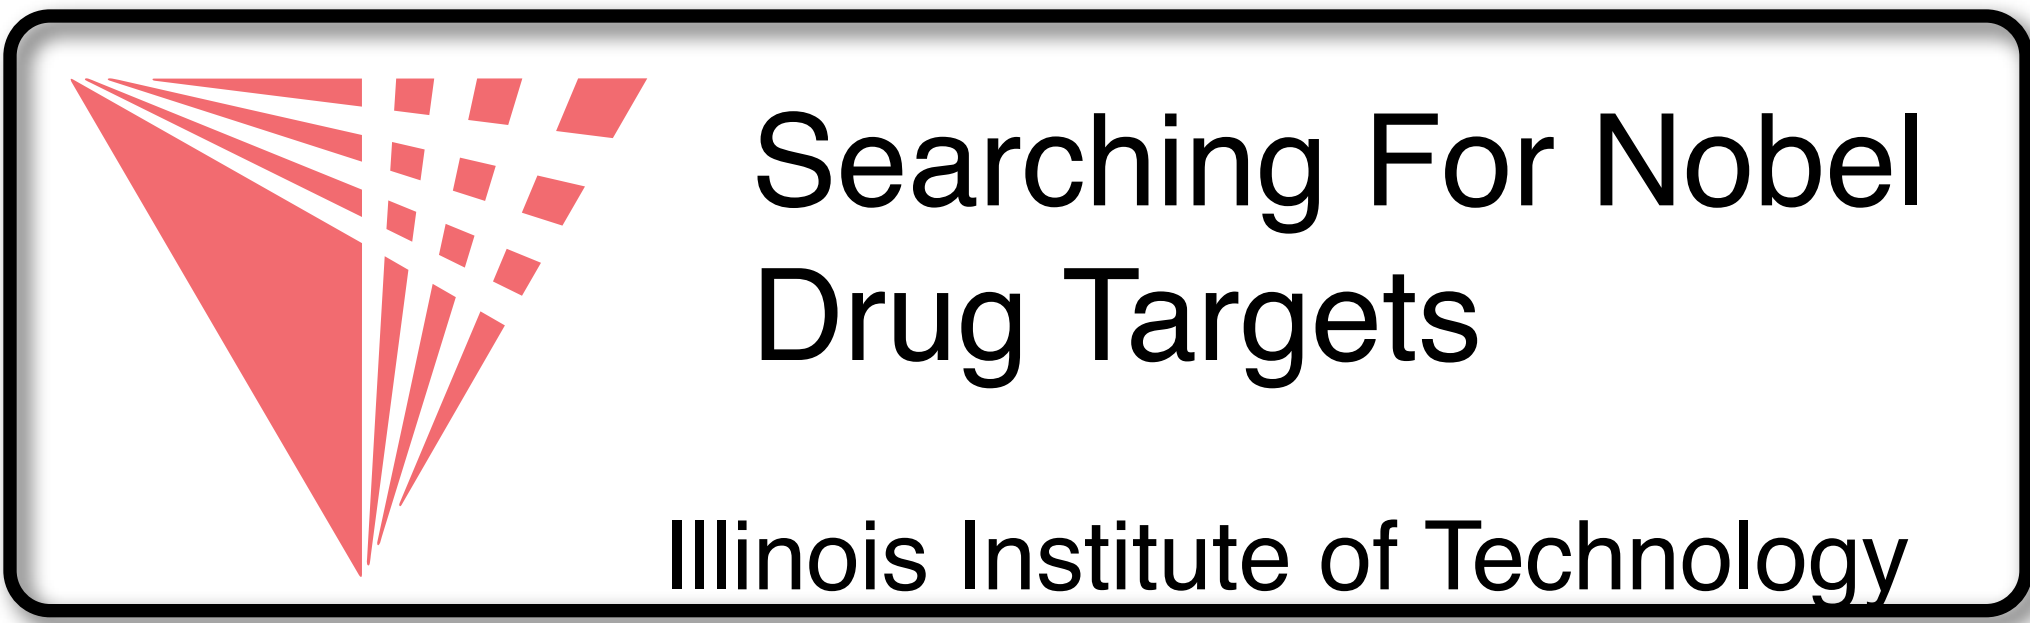 Searching For Nobel
Drug Targets
Illinois Institute of Technology